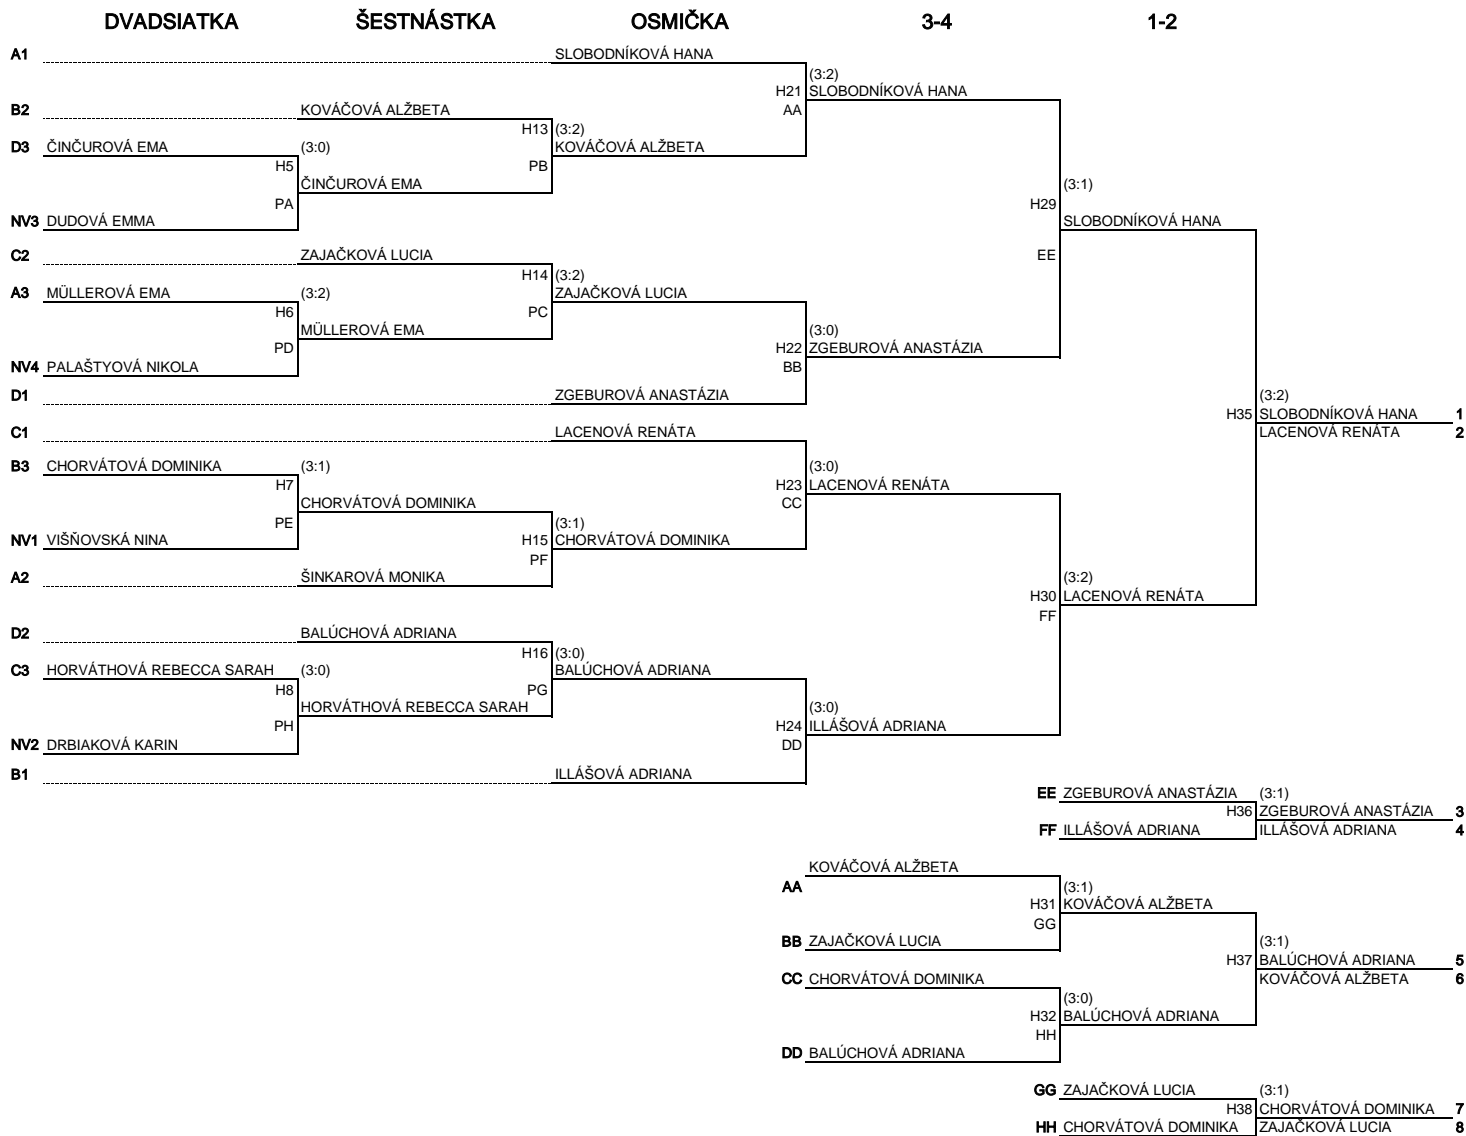 DVADSIATKA ŠESTNÁSTKA OSMIČKA 3-4 1-2
A1 SLOBODNÍKOVÁ HANA
(3:2)
H21 SLOBODNÍKOVÁ HANA
B2 KOVÁČOVÁ ALŽBETA AA
H13 (3:2)
D3 ČINČUROVÁ EMA (3:0) KOVÁČOVÁ ALŽBETA
H5 PB
ČINČUROVÁ EMA (3:1)
PA H29
NV3 DUDOVÁ EMMA SLOBODNÍKOVÁ HANA
C2 ZAJAČKOVÁ LUCIA EE
H14 (3:2)
A3 MÜLLEROVÁ EMA (3:2) ZAJAČKOVÁ LUCIA
H6 PC
MÜLLEROVÁ EMA (3:0)
PD H22 ZGEBUROVÁ ANASTÁZIA
NV4 PALAŠTYOVÁ NIKOLA BB
D1 ZGEBUROVÁ ANASTÁZIA (3:2)
H35 SLOBODNÍKOVÁ HANA 1
C1 LACENOVÁ RENÁTA LACENOVÁ RENÁTA 2
B3 CHORVÁTOVÁ DOMINIKA (3:1) (3:0)
H7 H23 LACENOVÁ RENÁTA
CHORVÁTOVÁ DOMINIKA CC
PE (3:1)
NV1 VIŠŇOVSKÁ NINA H15 CHORVÁTOVÁ DOMINIKA
PF
A2 ŠINKAROVÁ MONIKA (3:2)
H30 LACENOVÁ RENÁTA
FF
D2 BALÚCHOVÁ ADRIANA
H16 (3:0)
C3 HORVÁTHOVÁ REBECCA SARAH (3:0) BALÚCHOVÁ ADRIANA
H8 PG
HORVÁTHOVÁ REBECCA SARAH (3:0)
PH H24 ILLÁŠOVÁ ADRIANA
NV2 DRBIAKOVÁ KARIN DD
B1 ILLÁŠOVÁ ADRIANA
EE ZGEBUROVÁ ANASTÁZIA (3:1)
H36 ZGEBUROVÁ ANASTÁZIA 3
FF ILLÁŠOVÁ ADRIANA ILLÁŠOVÁ ADRIANA 4
KOVÁČOVÁ ALŽBETA
AA (3:1)
H31 KOVÁČOVÁ ALŽBETA
GG
BB ZAJAČKOVÁ LUCIA (3:1)
H37 BALÚCHOVÁ ADRIANA 5
CC CHORVÁTOVÁ DOMINIKA KOVÁČOVÁ ALŽBETA 6
(3:0)
H32 BALÚCHOVÁ ADRIANA
HH
DD BALÚCHOVÁ ADRIANA
GG ZAJAČKOVÁ LUCIA (3:1)
H38 CHORVÁTOVÁ DOMINIKA 7
HH CHORVÁTOVÁ DOMINIKA ZAJAČKOVÁ LUCIA 8